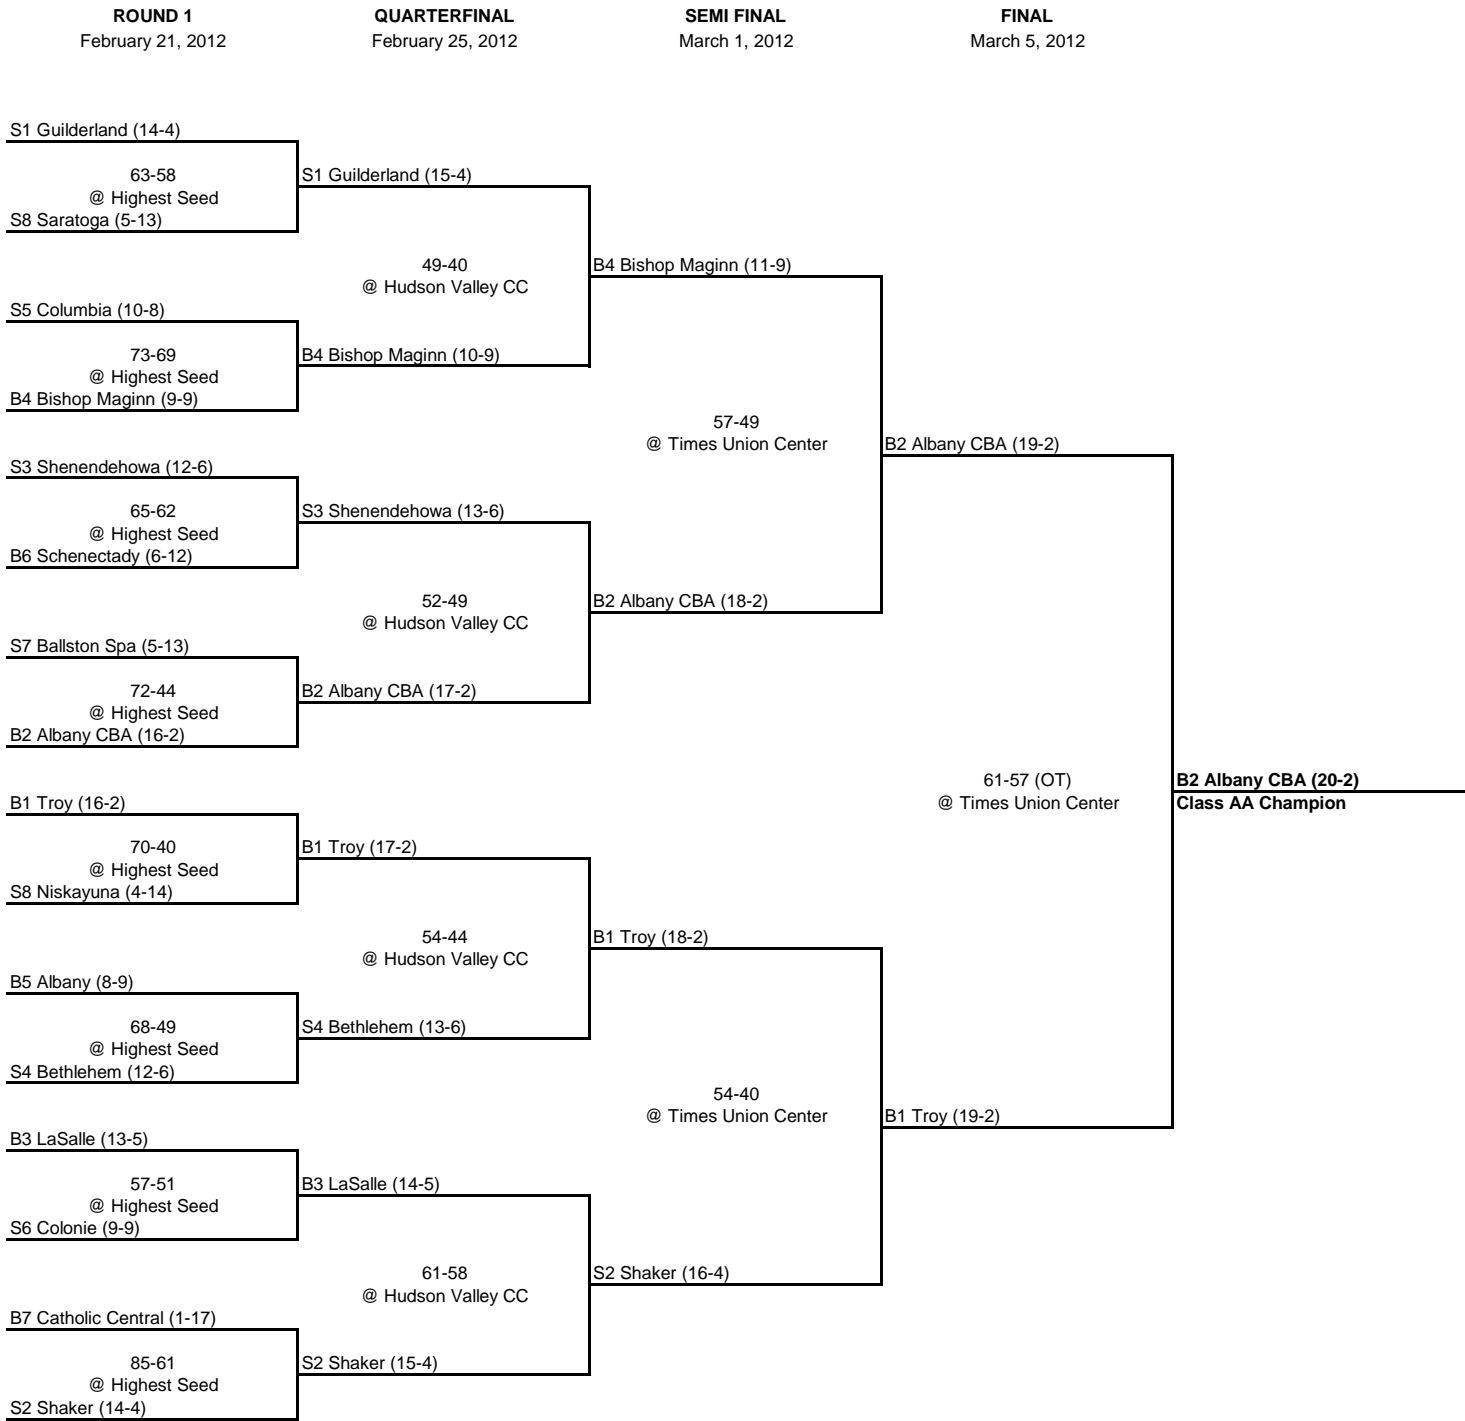 ROUND 1
February 21, 2012
QUARTERFINAL
February 25, 2012
SEMI FINAL
March 1, 2012
FINAL
March 5, 2012
S1 Guilderland (14-4)
63-58
@ Highest Seed
S8 Saratoga (5-13)
S5 Columbia (10-8)
73-69
@ Highest Seed
B4 Bishop Maginn (9-9)
S3 Shenendehowa (12-6)
65-62
@ Highest Seed
B6 Schenectady (6-12)
S7 Ballston Spa (5-13)
72-44
@ Highest Seed
B2 Albany CBA (16-2)
B1 Troy (16-2)
70-40
@ Highest Seed
S8 Niskayuna (4-14)
B5 Albany (8-9)
68-49
@ Highest Seed
S4 Bethlehem (12-6)
B3 LaSalle (13-5)
57-51
@ Highest Seed
S6 Colonie (9-9)
B7 Catholic Central (1-17)
85-61
@ Highest Seed
S2 Shaker (14-4)
S1 Guilderland (15-4)
49-40
@ Hudson Valley CC
B4 Bishop Maginn (10-9)
S3 Shenendehowa (13-6)
52-49
@ Hudson Valley CC
B2 Albany CBA (17-2)
B1 Troy (17-2)
54-44
@ Hudson Valley CC
S4 Bethlehem (13-6)
B3 LaSalle (14-5)
61-58
@ Hudson Valley CC
S2 Shaker (15-4)
B4 Bishop Maginn (11-9)
57-49
@ Times Union Center
B2 Albany CBA (18-2)
B1 Troy (18-2)
54-40
@ Times Union Center
S2 Shaker (16-4)
B2 Albany CBA (19-2)
61-57 (OT)
@ Times Union Center
B1 Troy (19-2)
B2 Albany CBA (20-2)
Class AA Champion